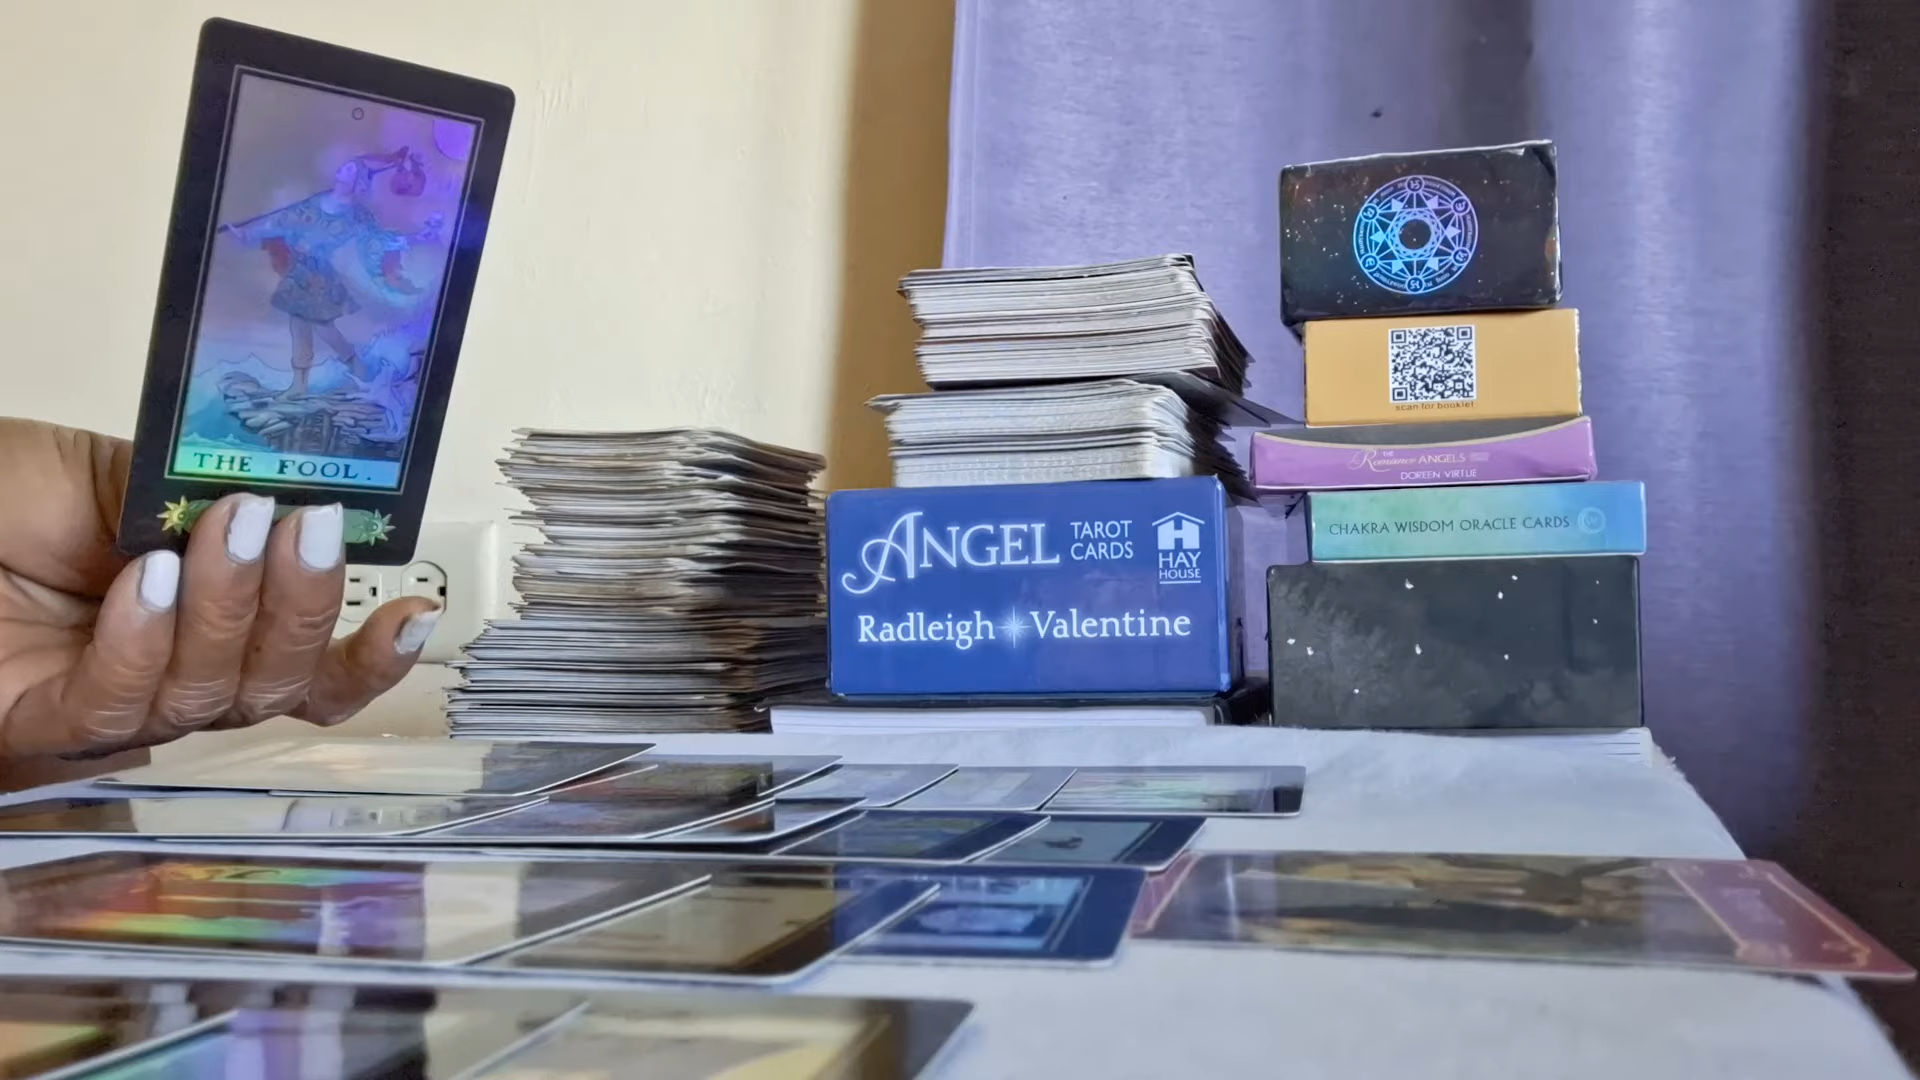 THE FOOL.
ANGEL
TAROT
CARDS
HAY
HOUSE
Radleigh Valentine
scan for booklet
THE
Romance ANGELS
DOREEN VIRTUE
CHAKRA WISDOM ORACLE CARDS